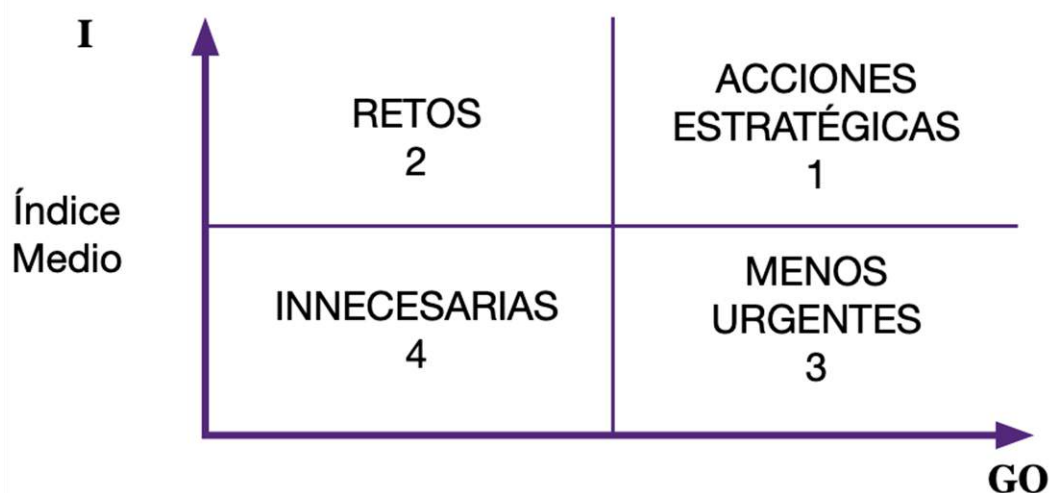 I
RETOS
2
ACCIONES
ESTRATÉGICAS
1
Índice
Medio
INNECESARIAS
4
MENOS
URGENTES
3
GO